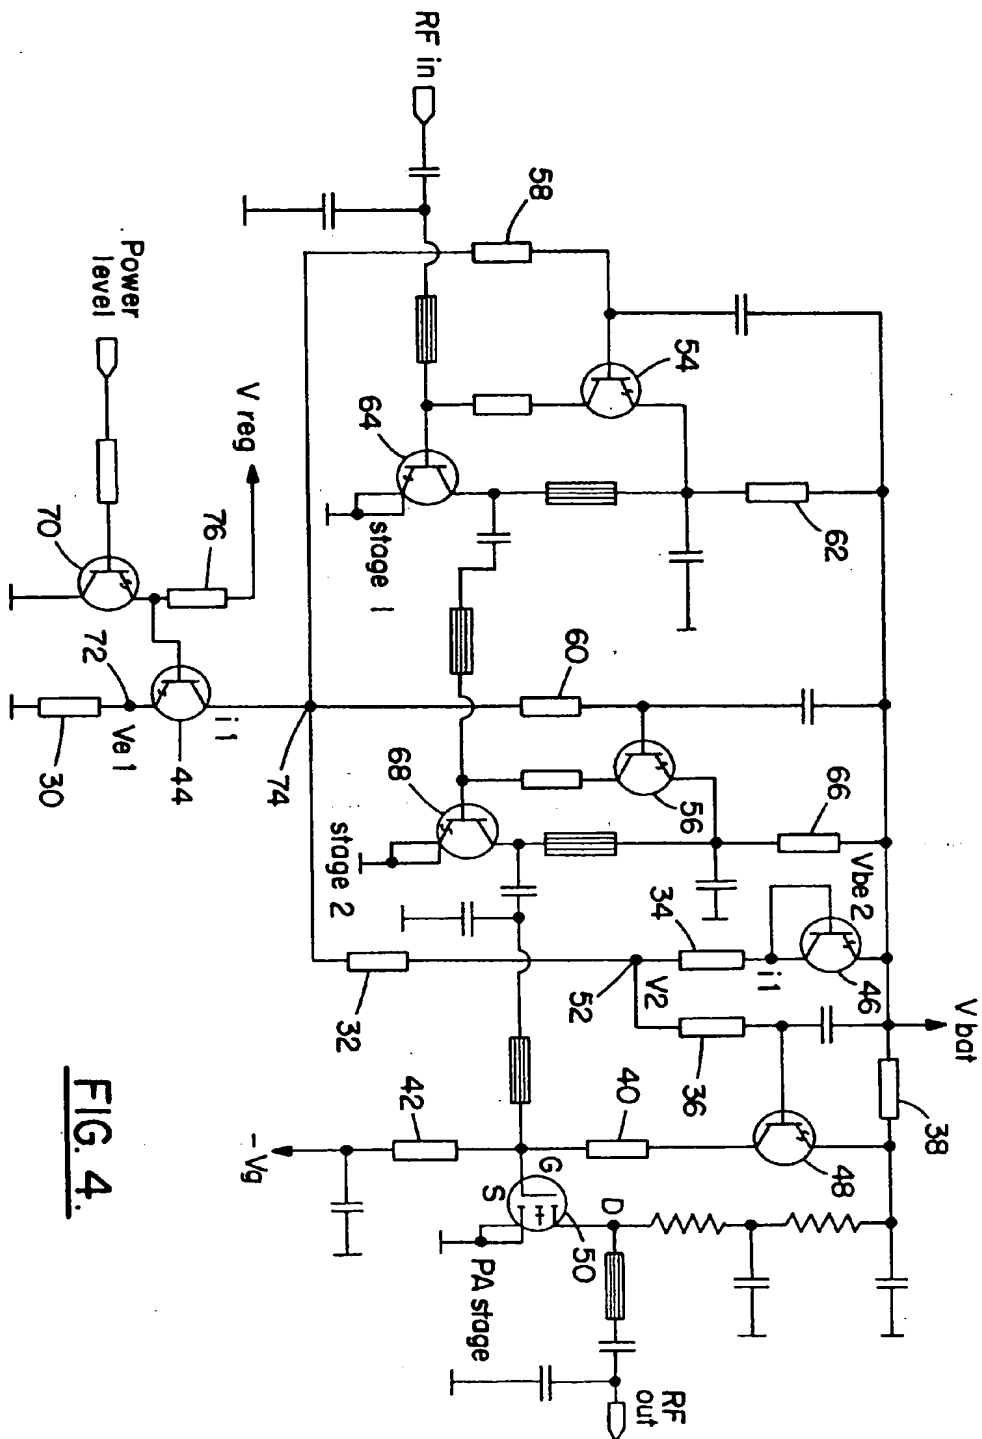 RF in
58
54
64
stage 1
62
Power
level
V reg
70
76
72
Ve 1
30
44
i 1
74
60
68
stage 2
56
66
Vbe 2
34
i 1
46
V2
52
32
36
V bat
38
48
40
42
- Vg
G
S
D
50
PA stage
RF
out
FIG. 4.